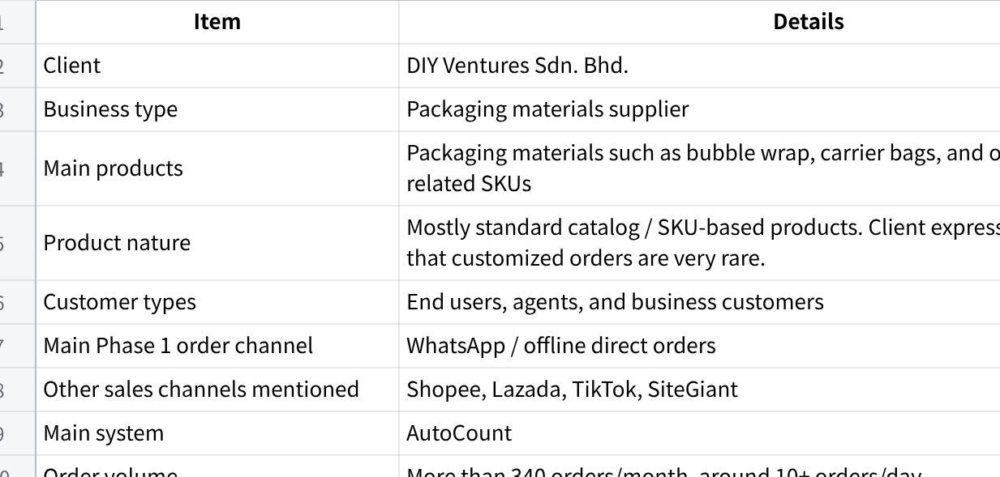 1 Item Details
2 Client DIY Ventures Sdn. Bhd.
3 Business type Packaging materials supplier
4 Main products Packaging materials such as bubble wrap, carrier bags, and
related SKUs
5 Product nature Mostly standard catalog / SKU-based products. Client
that customized orders are very rare.
6 Customer types End users, agents, and business customers
7 Main Phase 1 order channel WhatsApp / offline direct orders
8 Other sales channels mentioned Shopee, Lazada, TikTok, SiteGiant
9 Main system AutoCount
Order volume More than 340 orders/month, around 10+ orders/day